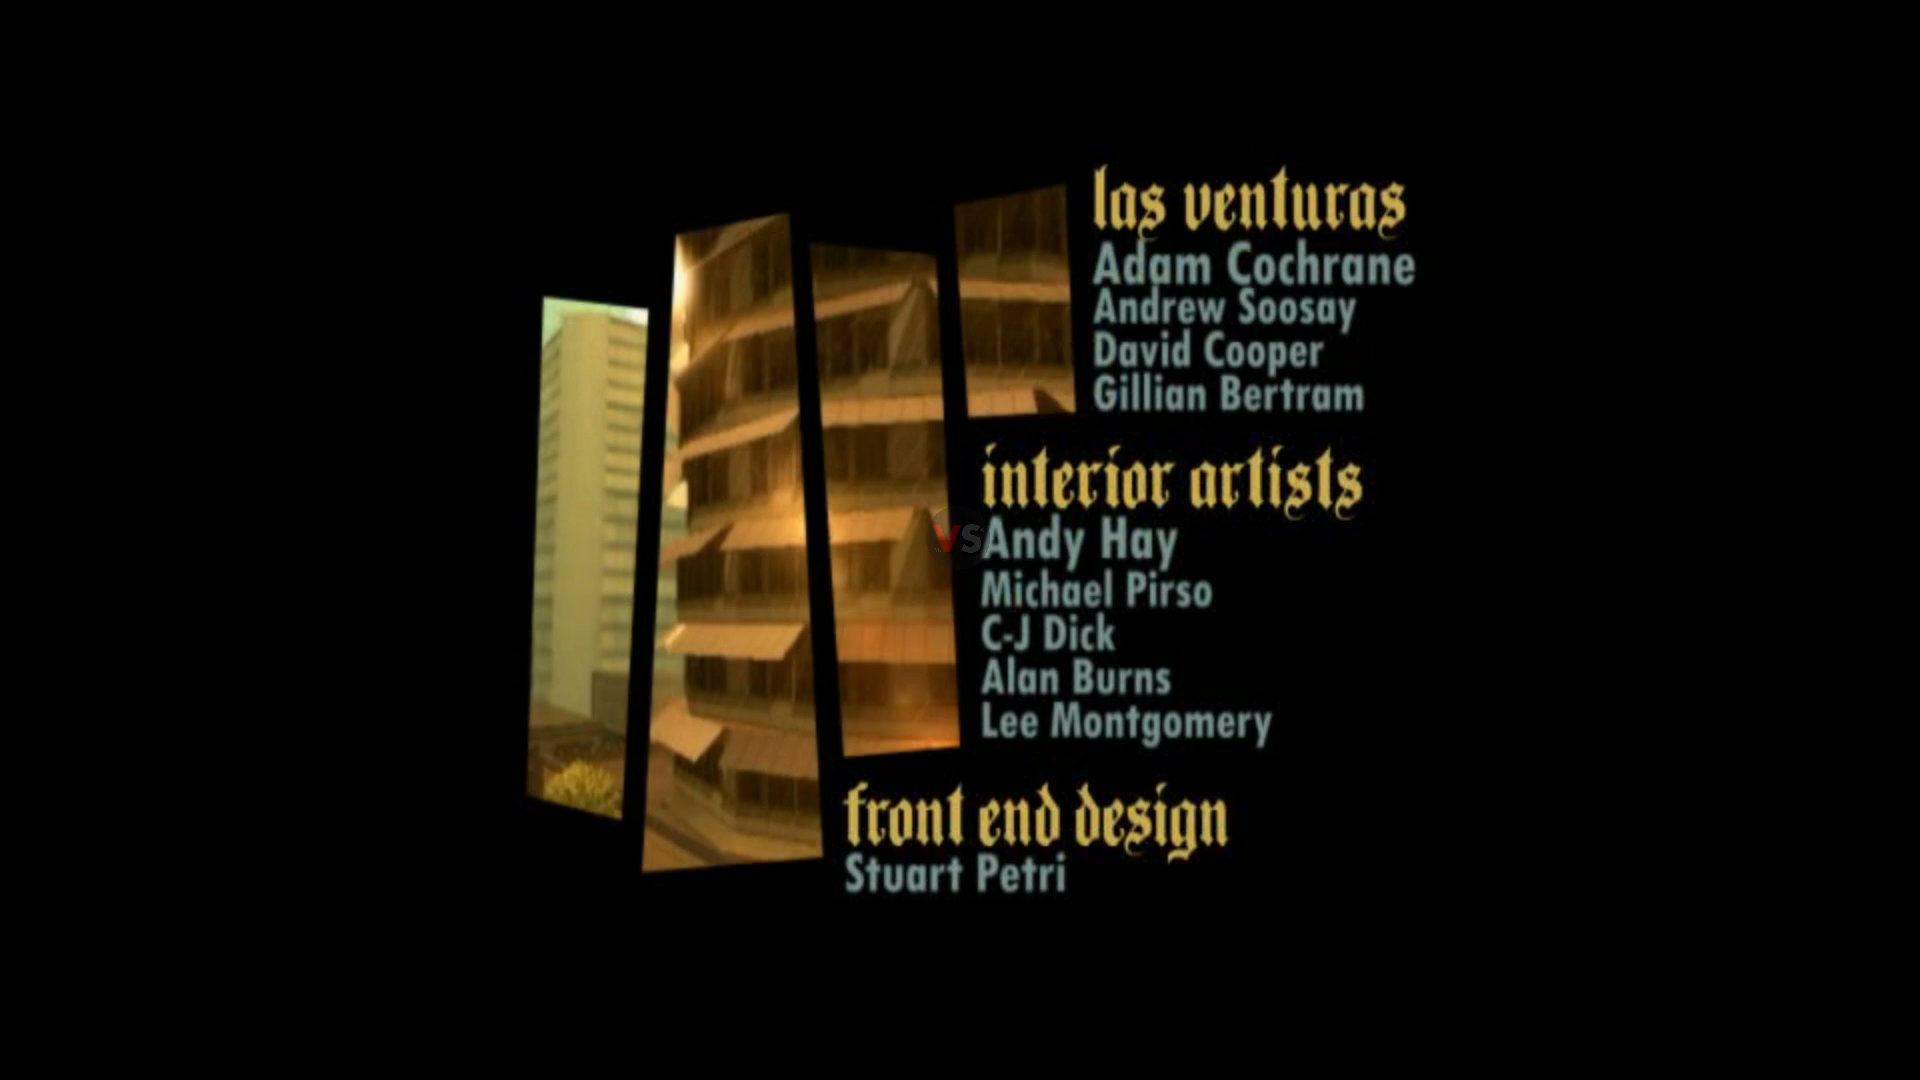 las venturas
Adam Cochrane
Andrew Soosay
David Cooper
Gillian Bertram
interior artists
VS
Andy Hay
Michael Pirso
C-J Dick
Alan Burns
Lee Montgomery
front end design
Stuart Petri